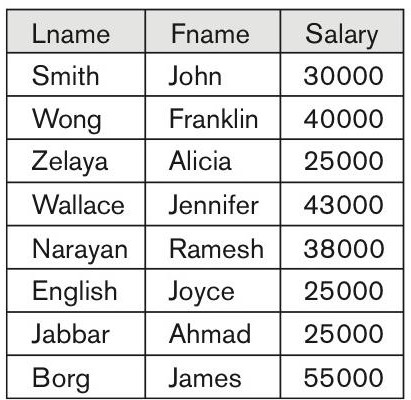 Lname Fname Salary
Smith John 30000
Wong Franklin 40000
Zelaya Alicia 25000
Wallace Jennifer 43000
Narayan Ramesh 38000
English Joyce 25000
Jabbar Ahmad 25000
Borg James 55000